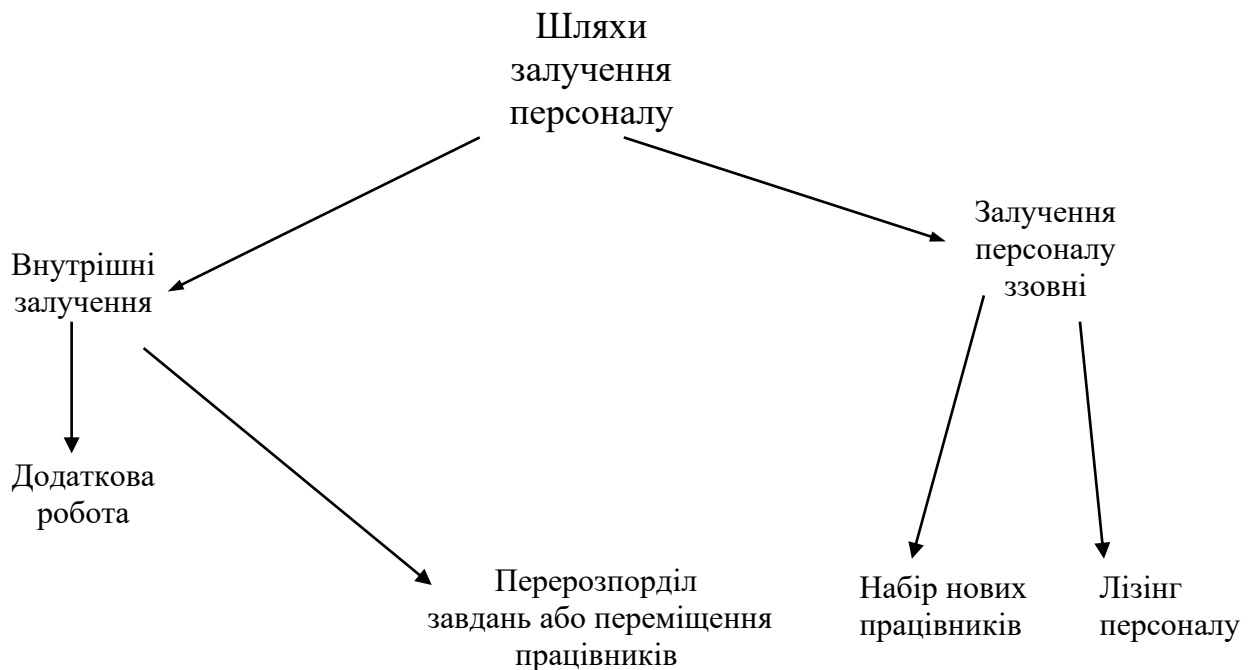 Шляхи
залучення
персоналу
Залучення
персоналу
ззовні
Внутрішні
залучення
Додаткова
робота
Перерозпорділ
завдань або переміщення
працівників
Набір нових
працівників
Лізінг
персоналу